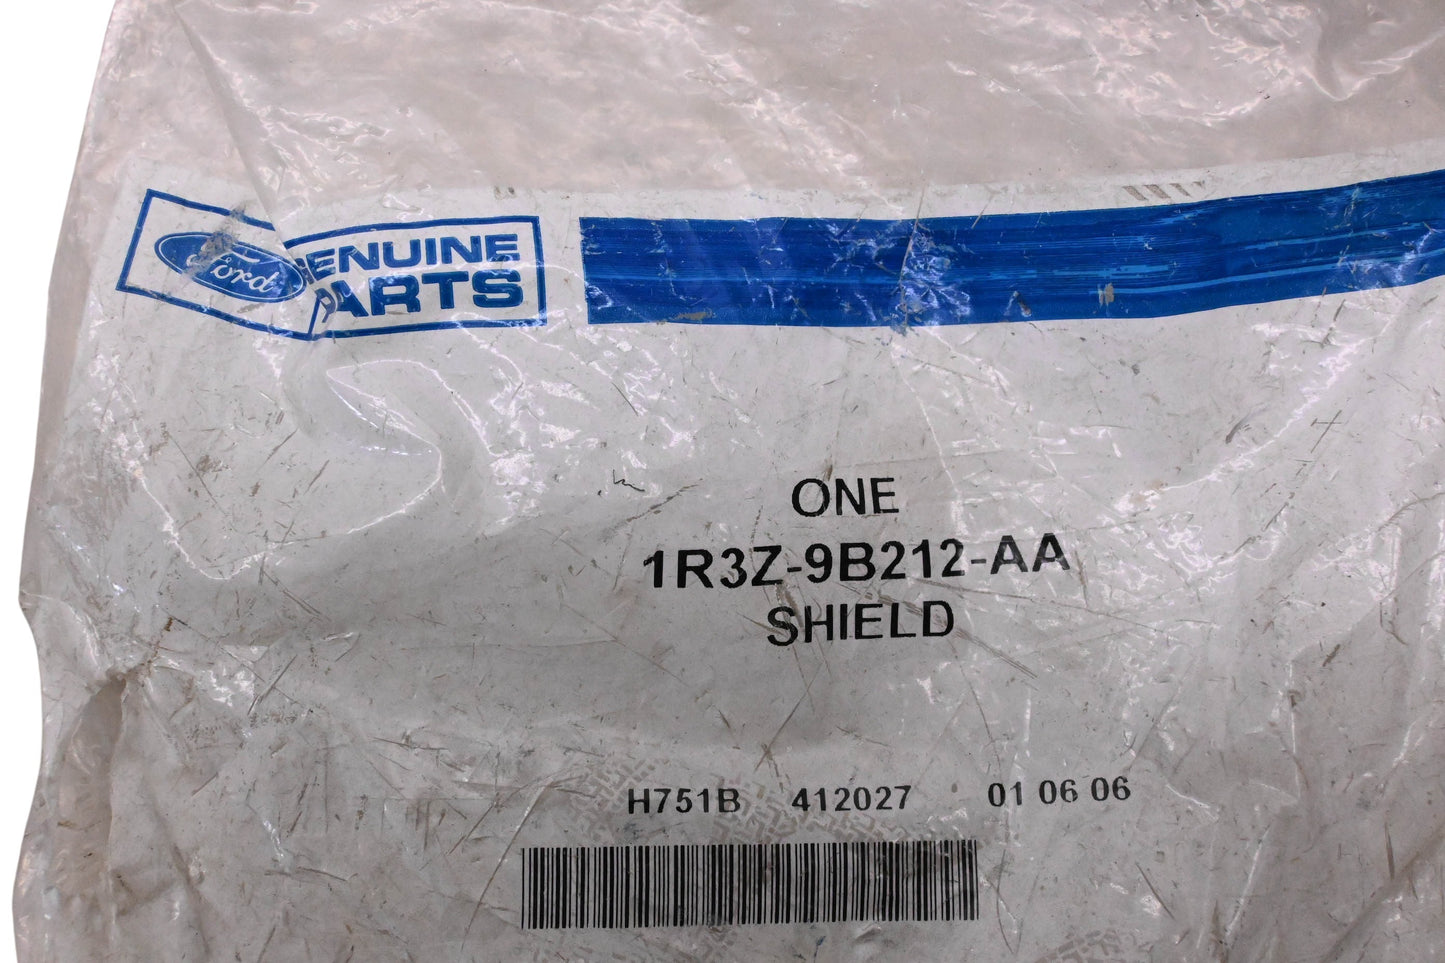 Ford GENUINE
PARTS
ONE
1R3Z-9B212-AA
SHIELD
H751B 412027 01 06 06